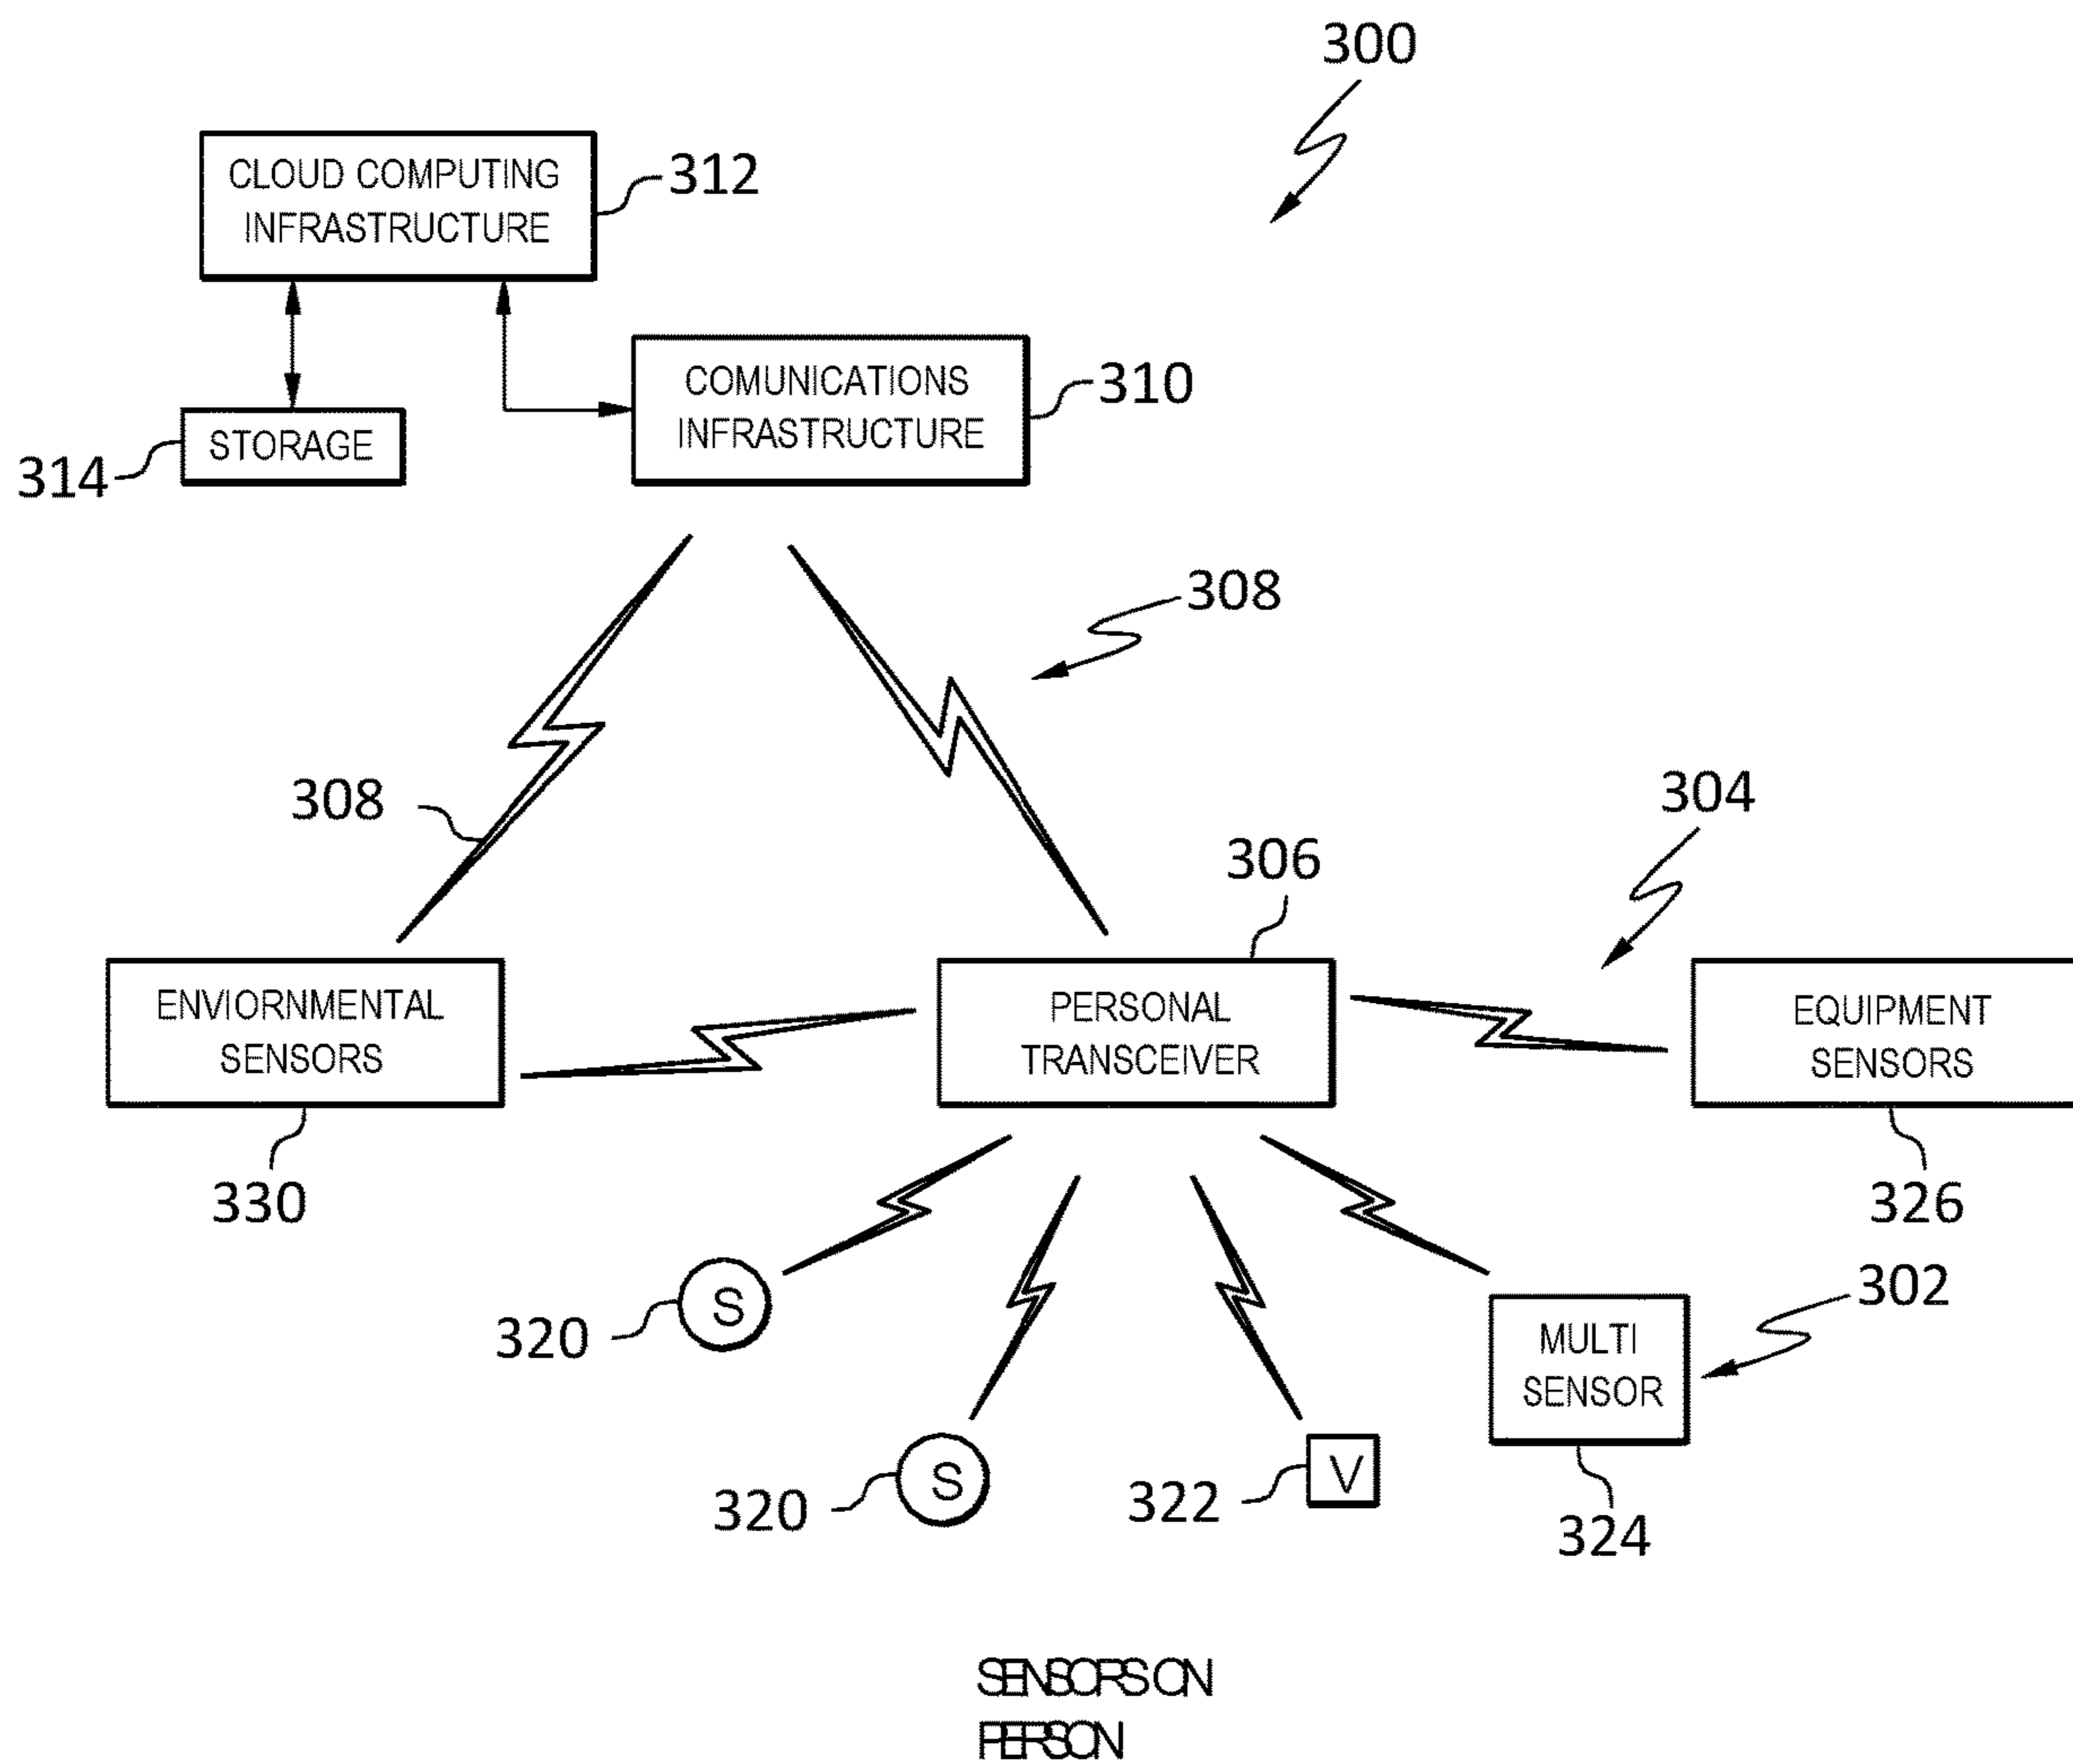 300
CLOUD COMPUTING
INFRASTRUCTURE
312
COMUNICATIONS
INFRASTRUCTURE
310
STORAGE
314
308
308
304
306
ENVIORNMENTAL
SENSORS
PERSONAL
TRANSCEIVER
EQUIPMENT
SENSORS
330
326
302
320
S
MULTI
SENSOR
320
S
322
V
324
SENSORS ON
PERSON